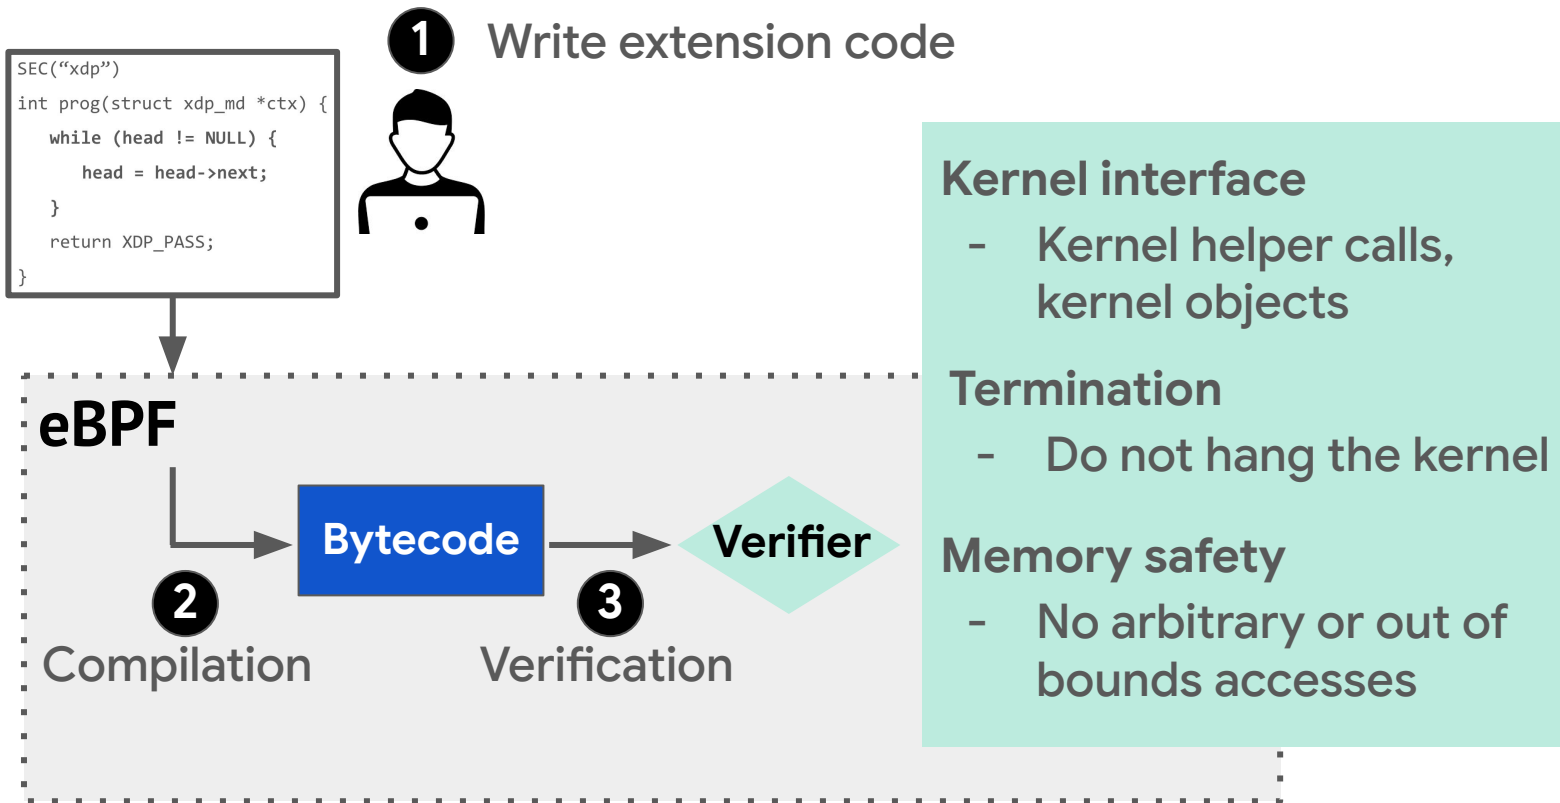 1 Write extension code
SEC(“xdp”)
int prog(struct xdp_md *ctx) {
while (head != NULL) {
head = head->next;
}
return XDP_PASS;
}
eBPF
Bytecode
Verifier
2
Compilation
3
Verification
Kernel interface
- Kernel helper calls,
kernel objects
Termination
- Do not hang the kernel
Memory safety
- No arbitrary or out of
bounds accesses